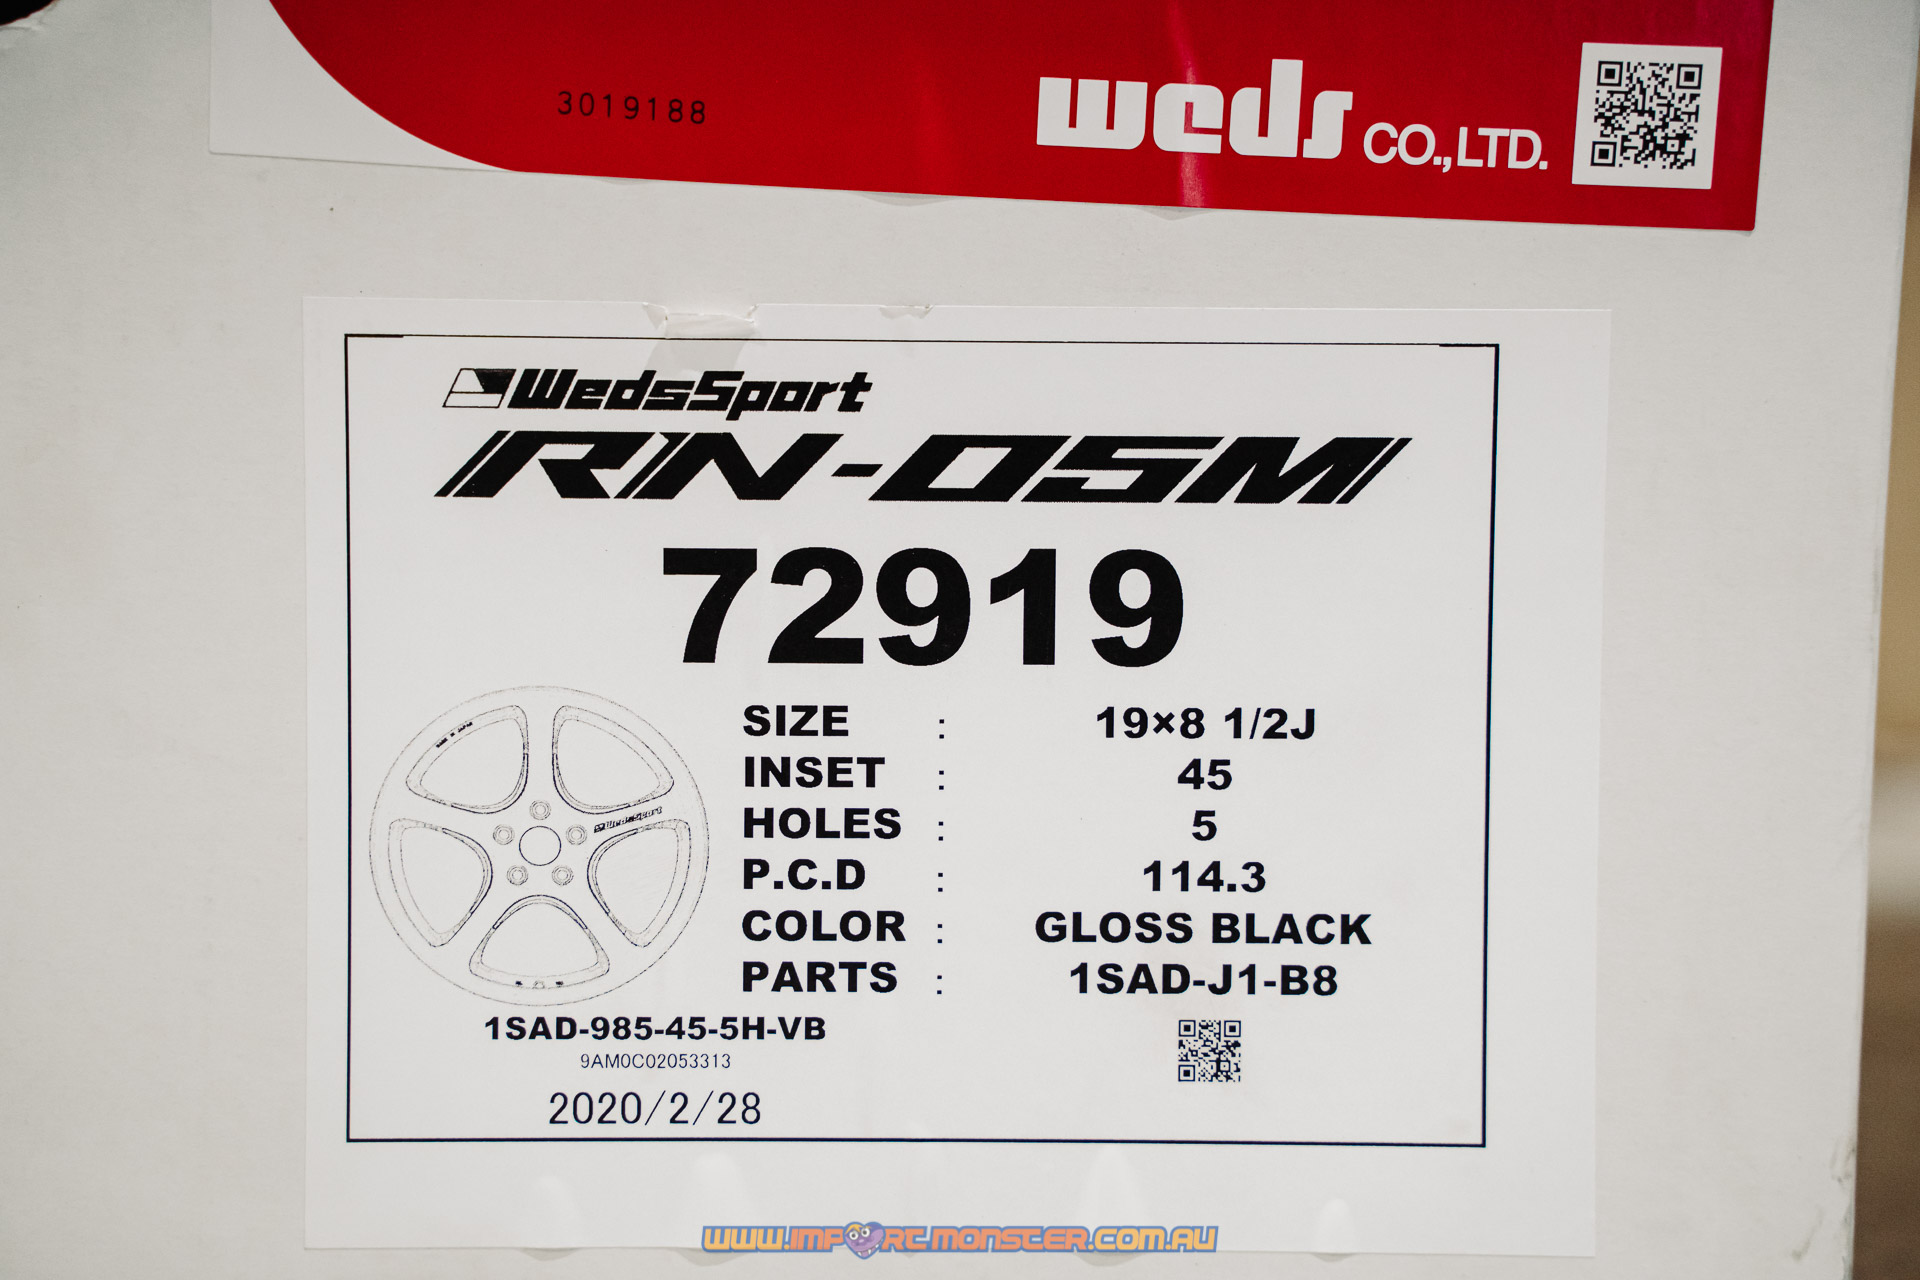 3019188
weds CO.,LTD.
WedsSport
RN-05M
72919
SIZE : 19×8 1/2J
INSET : 45
HOLES : 5
P.C.D : 114.3
COLOR : GLOSS BLACK
PARTS : 1SAD-J1-B8
WedsSport
1SAD-985-45-5H-VB
9AM0C02053313
2020/2/28
www.importmonster.com.au